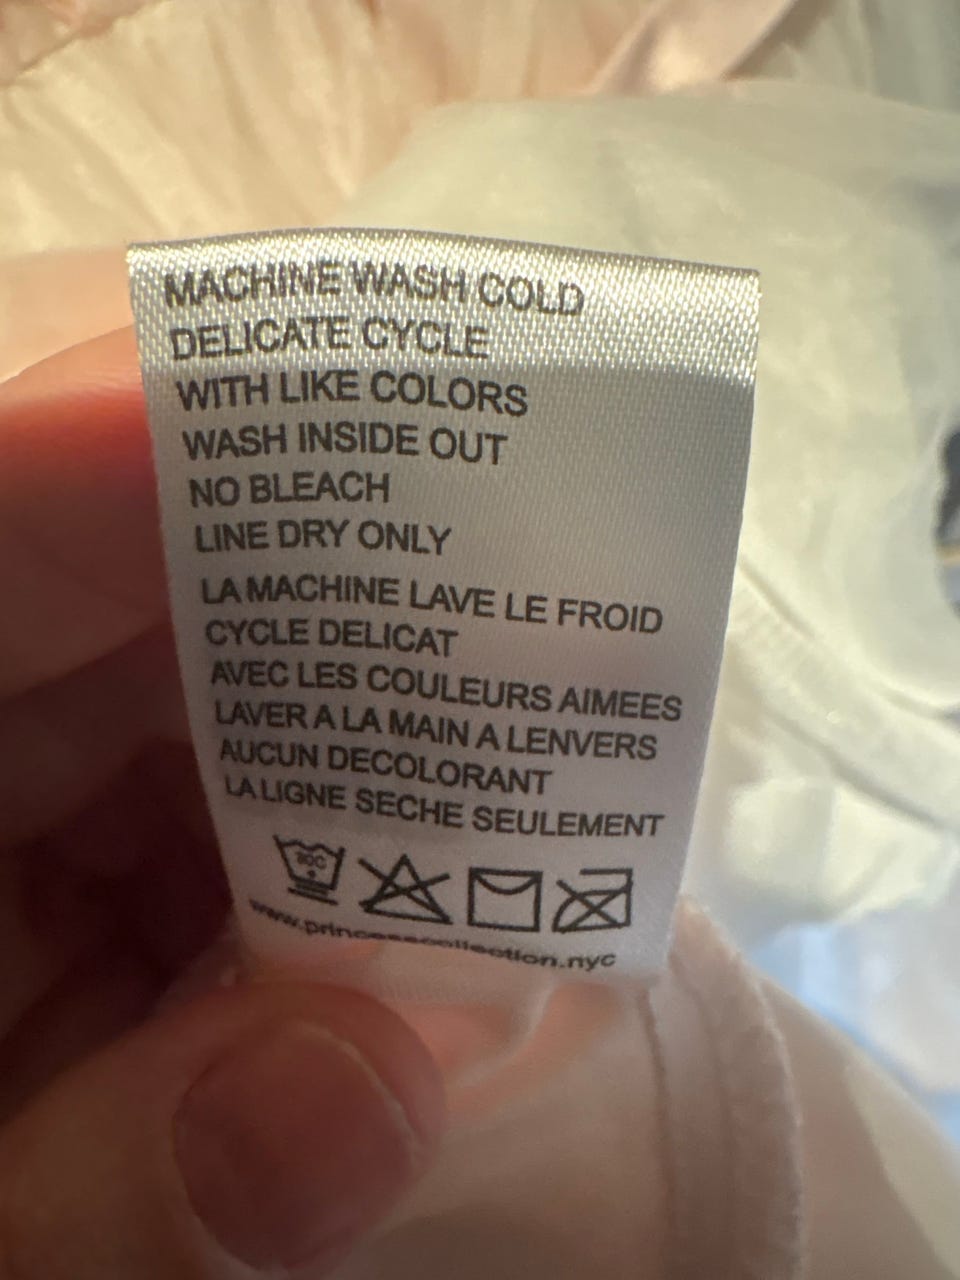 MACHINE WASH COLD
DELICATE CYCLE
WITH LIKE COLORS
WASH INSIDE OUT
NO BLEACH
LINE DRY ONLY
LA MACHINE LAVE LE FROID
CYCLE DELICAT
AVEC LES COULEURS AIMEES
LAVER A LA MAIN A LENVERS
AUCUN DECOLORANT
LA LIGNE SECHE SEULEMENT
30C
www.princesscollection.nyc